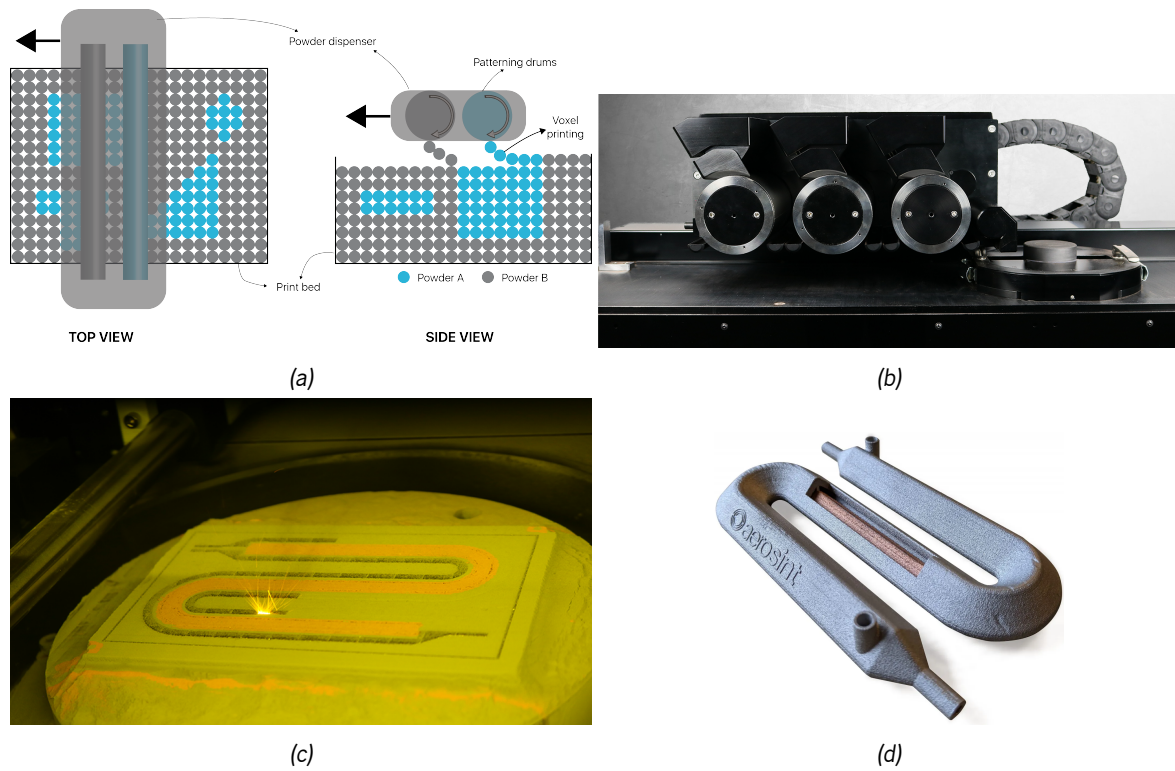 Powder dispenser
Patterning drums
Voxel
printing
Powder A
Powder B
Print bed
TOP VIEW
SIDE VIEW
(a)
(b)
aerosint
(c)
(d)